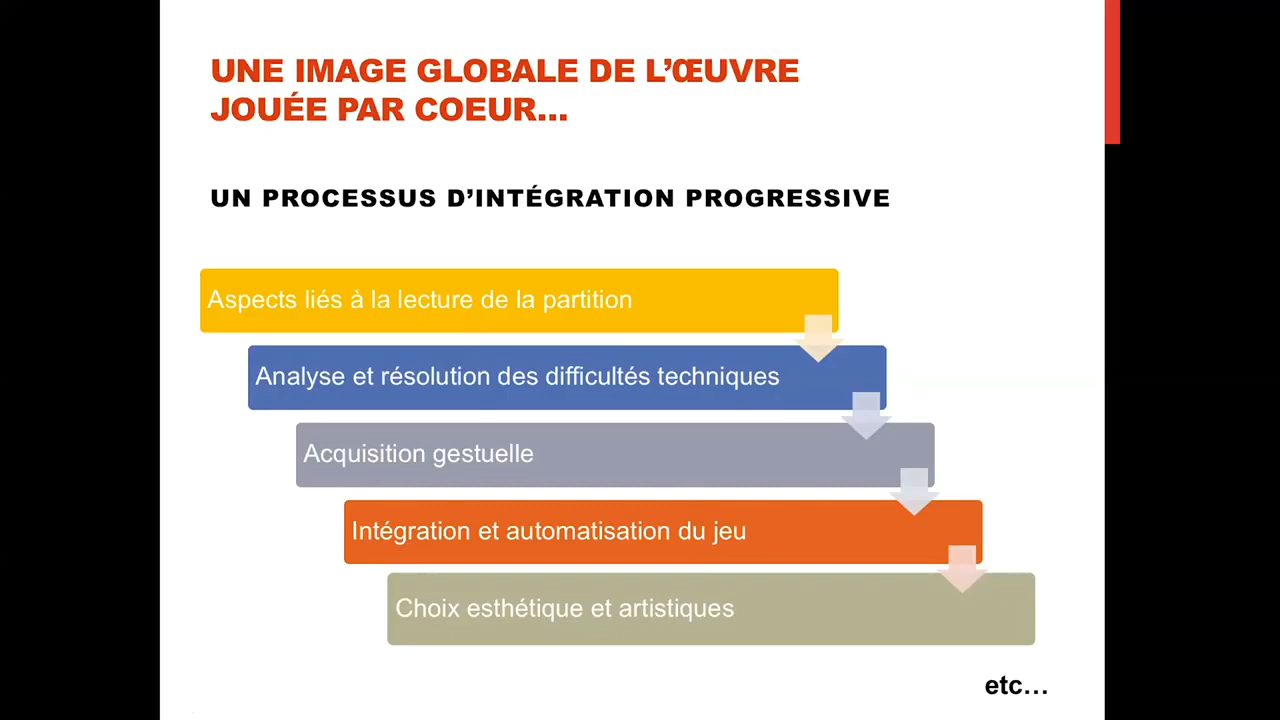 UNE IMAGE GLOBALE DE L’ŒUVRE
JOUÉE PAR COEUR...
UN PROCESSUS D’INTÉGRATION PROGRESSIVE
Aspects liés à la lecture de la partition
Analyse et résolution des difficultés techniques
Acquisition gestuelle
Intégration et automatisation du jeu
Choix esthétique et artistiques
etc…